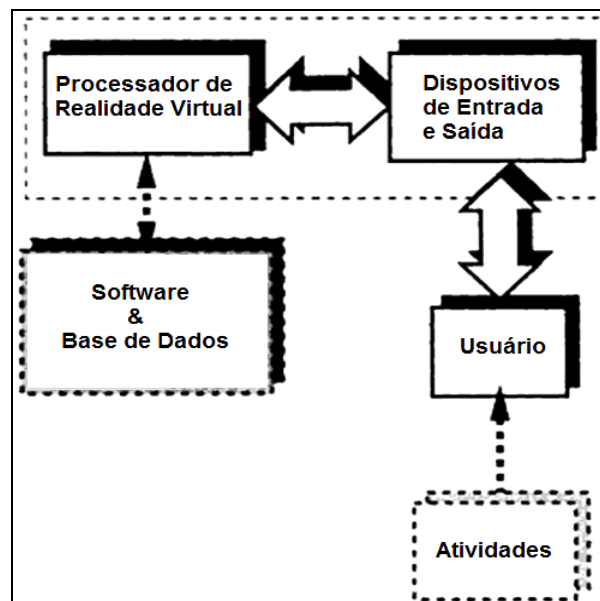 Processador de
Realidade Virtual
Dispositivos
de Entrada
e Saída
Software
&
Base de Dados
Usuário
Atividades